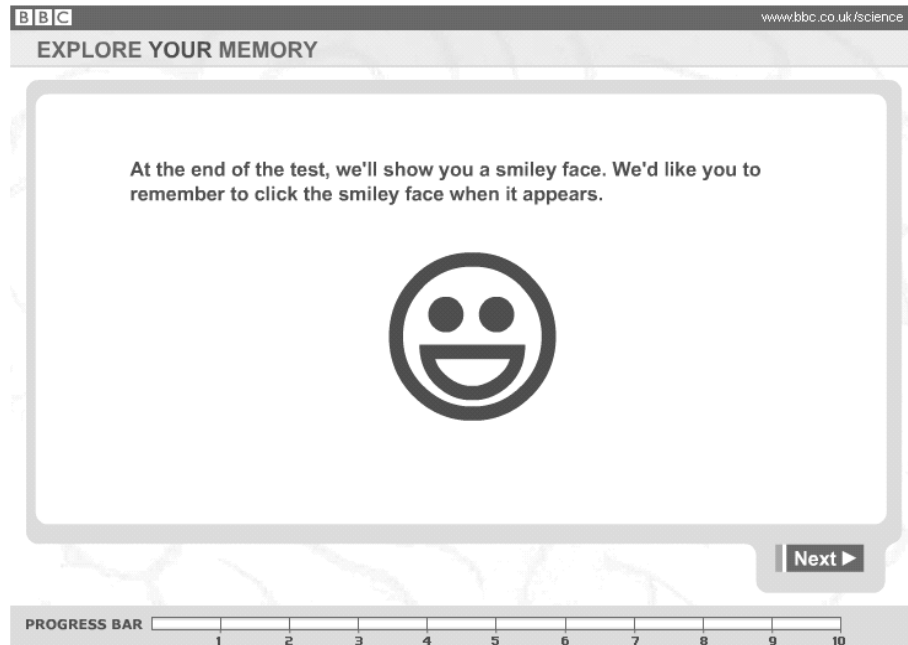 BBC
www.bbc.co.uk/science
EXPLORE YOUR MEMORY
At the end of the test, we'll show you a smiley face. We'd like you to
remember to click the smiley face when it appears.
Next
PROGRESS BAR
1 2 3 4 5 6 7 8 9 10